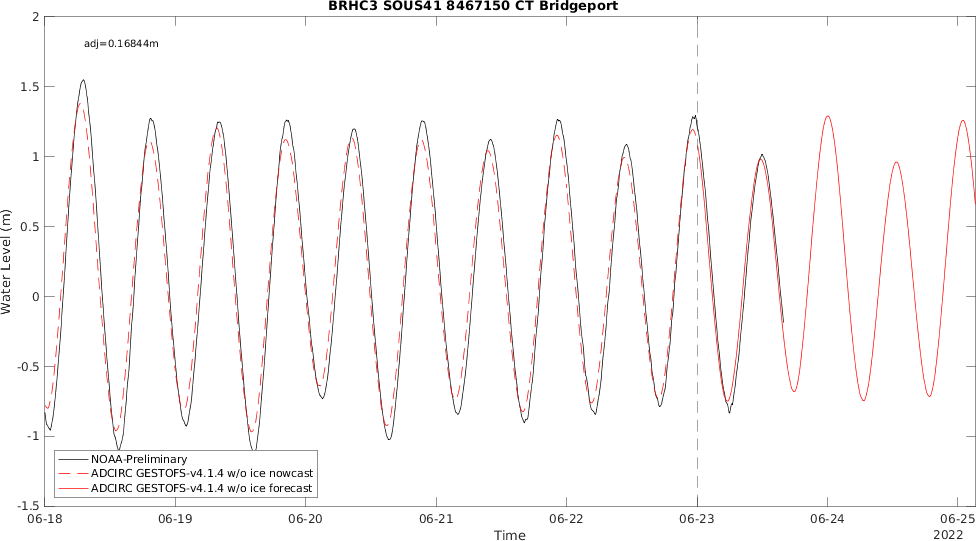 BRHC3 SOUS41 8467150 CT Bridgeport
adj=0.16844m
2
1.5
1
0.5
0
-0.5
-1
-1.5
Water Level (m)
NOAA-Preliminary
ADCIRC GESTOFS-v4.1.4 w/o ice nowcast
ADCIRC GESTOFS-v4.1.4 w/o ice forecast
06-18 06-19 06-20 06-21 06-22 06-23 06-24 06-25
Time
2022